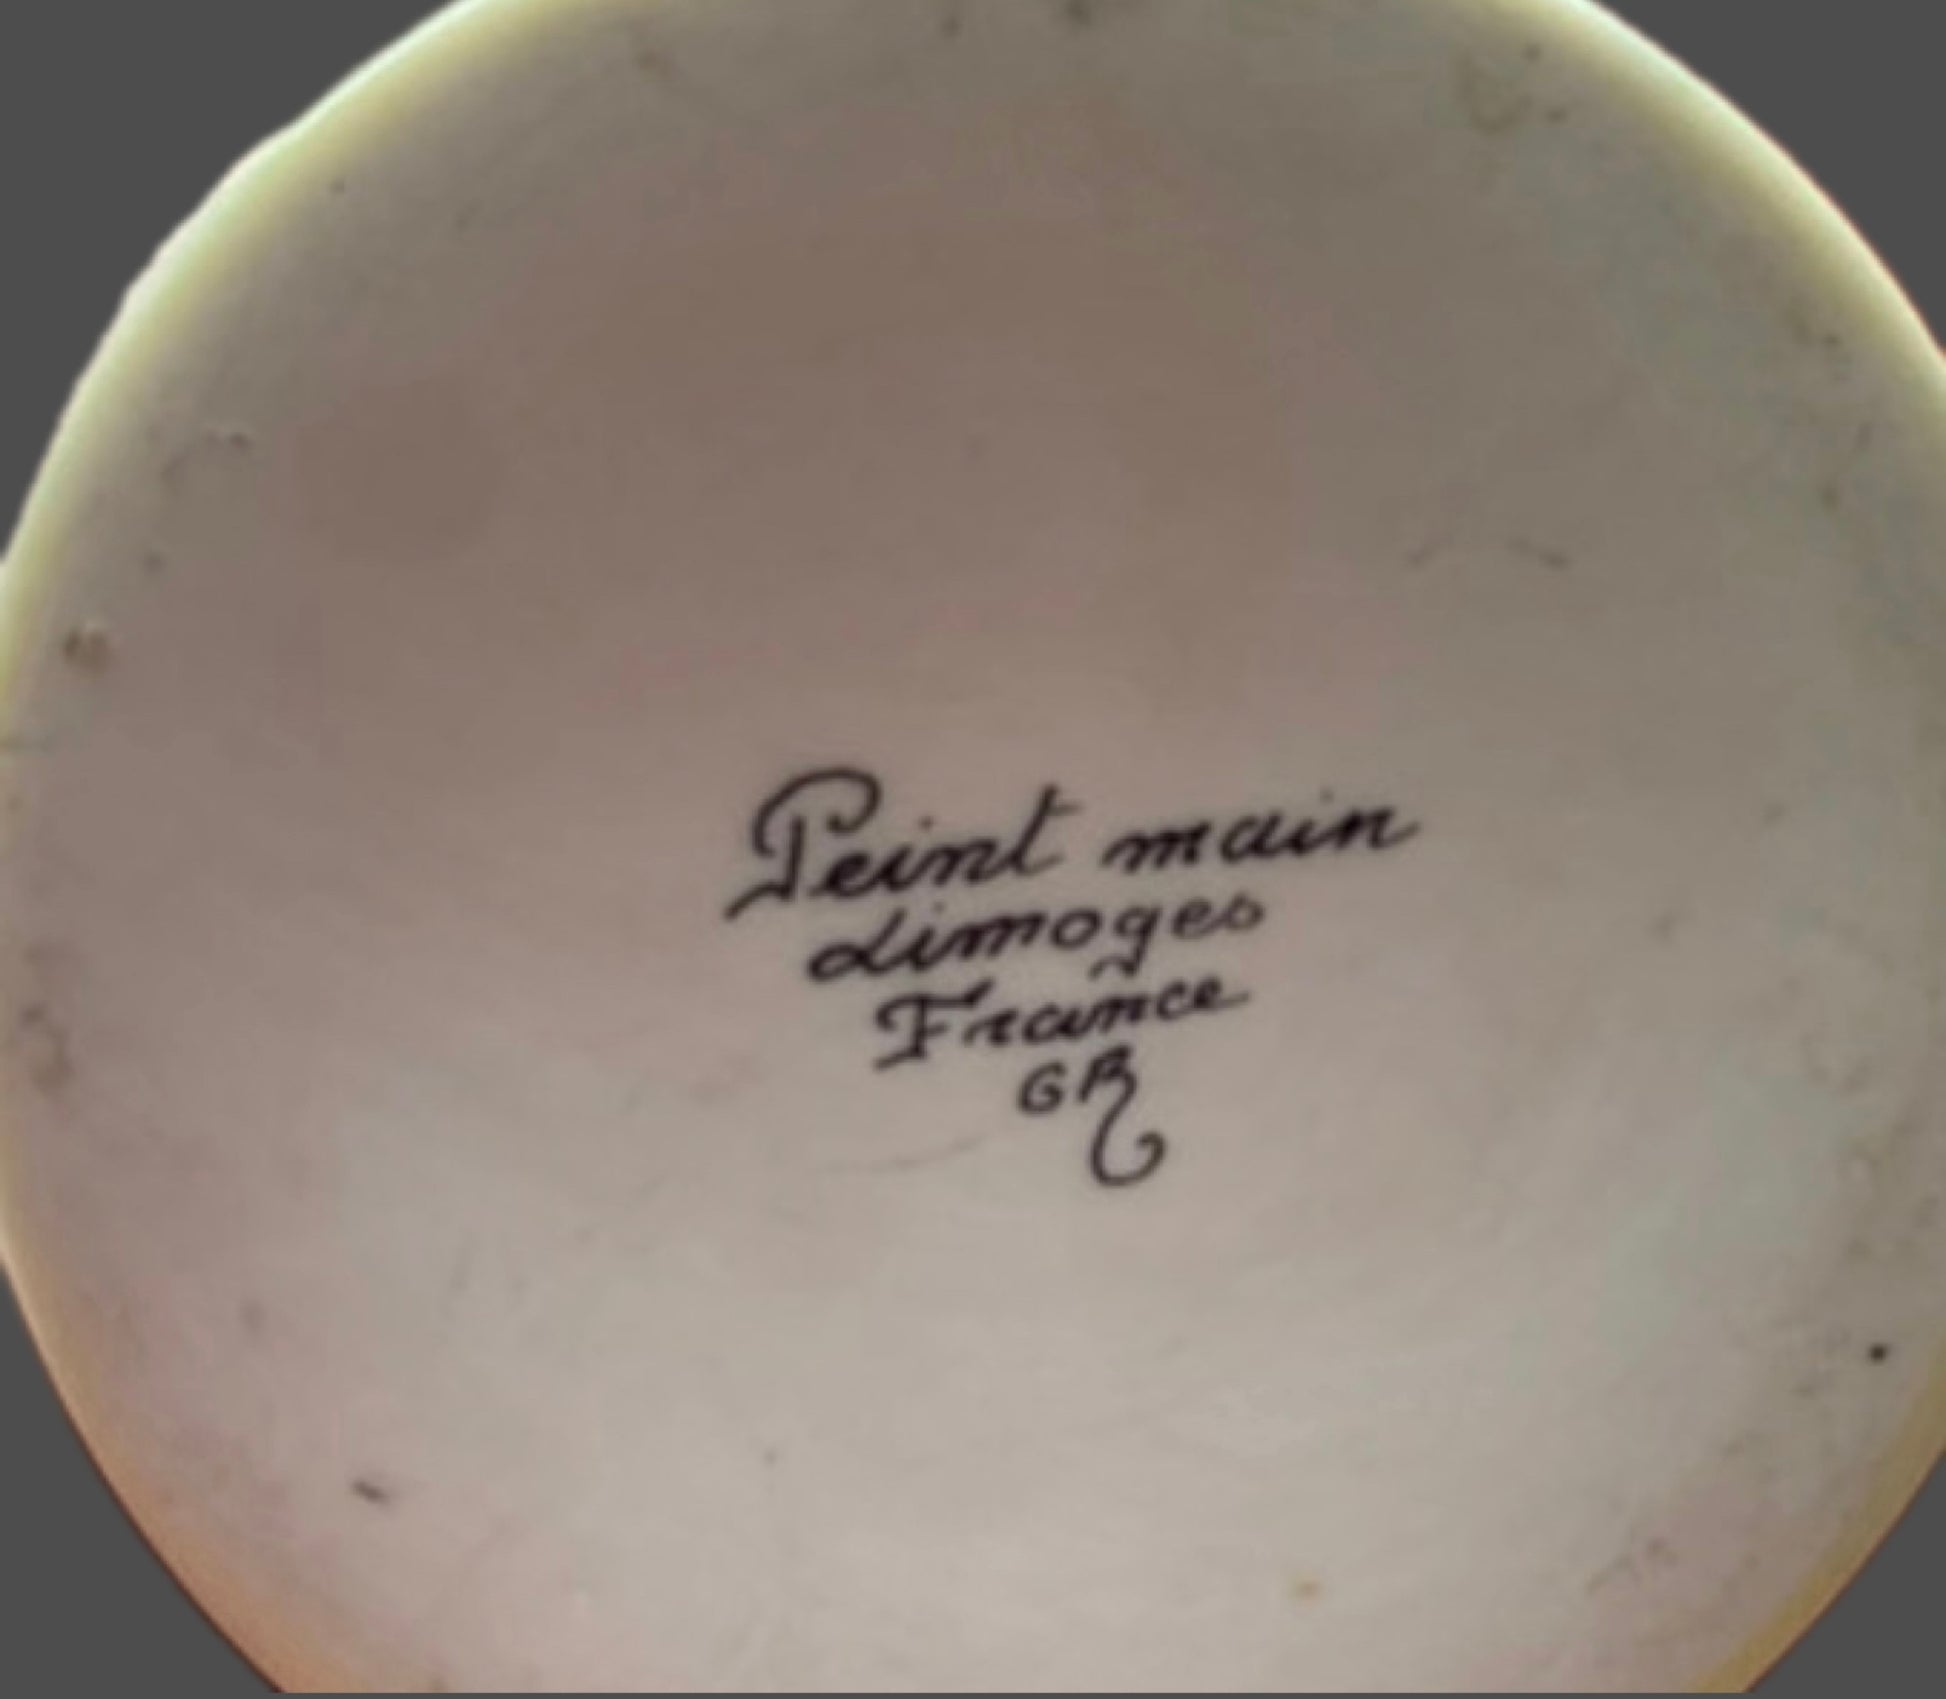 Peint main
Limoges
France
GR